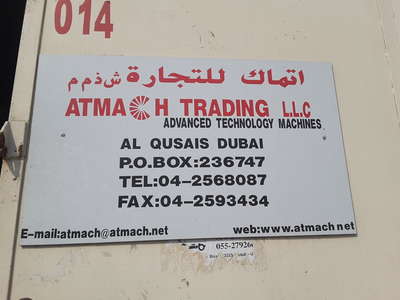 014
اتماك للتجارة ش ذ م م
ATMACH TRADING L.L.C
ADVANCED TECHNOLOGY MACHINES
AL QUSAIS DUBAI
P.O.BOX:236747
TEL:04-2568087
FAX:04-2593434
E-mail:atmach@atmach.net web:www.atmach.net